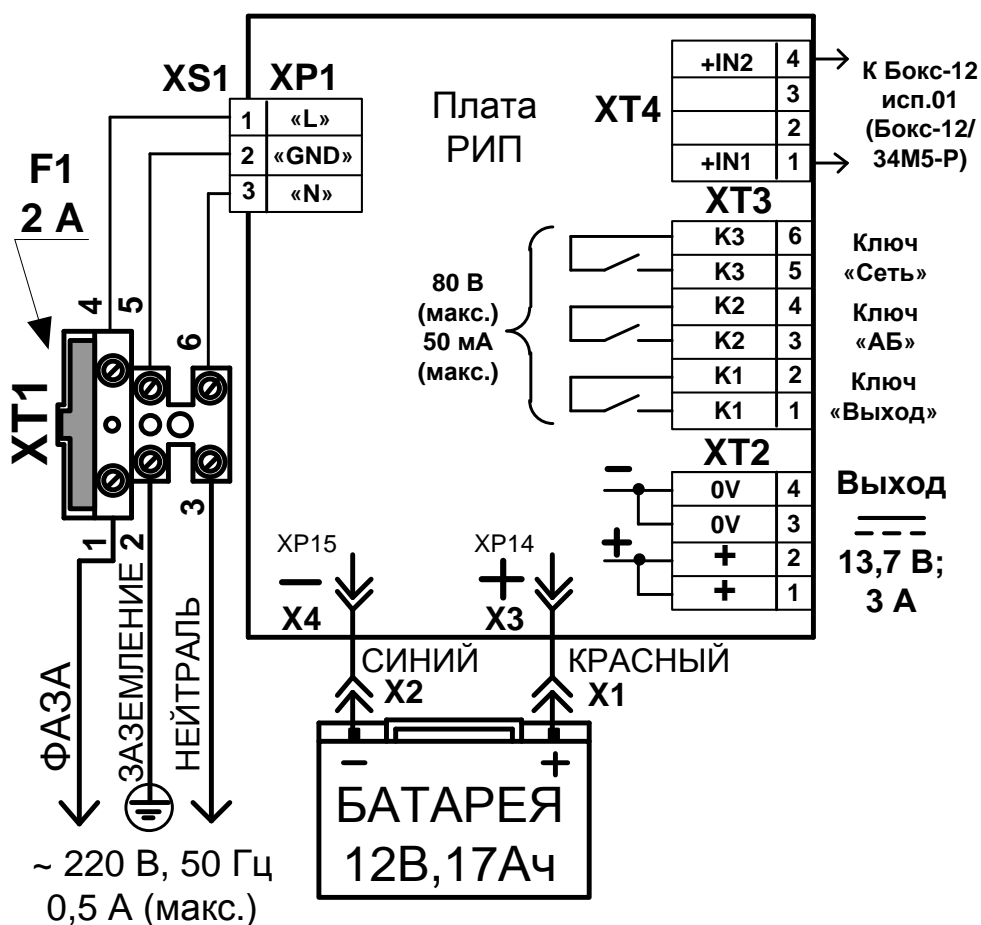 XS1 XP1
1 «L»
2 «GND»
3 «N»
Плата
РИП
XT4
+IN2 4
3
2
+IN1 1
К Бокс-12
исп.01
(Бокс-12/
34М5-Р)
F1
2 А
XT3
K3 6
K3 5
K2 4
K2 3
K1 2
K1 1
Ключ
«Сеть»
Ключ
«АБ»
Ключ
«Выход»
80 В
(макс.)
50 мА
(макс.)
4
5
6
XT1
1
2
3
XT2
0V 4
0V 3
+ 2
+ 1
−
+
Выход
13,7 В;
3 А
XP15
−
X4
XP14
+
X3
СИНИЙ
X2
КРАСНЫЙ
X1
ФАЗА
ЗАЗЕМЛЕНИЕ
НЕЙТРАЛЬ
− +
БАТАРЕЯ
12В,17Ач
~ 220 В, 50 Гц
0,5 А (макс.)